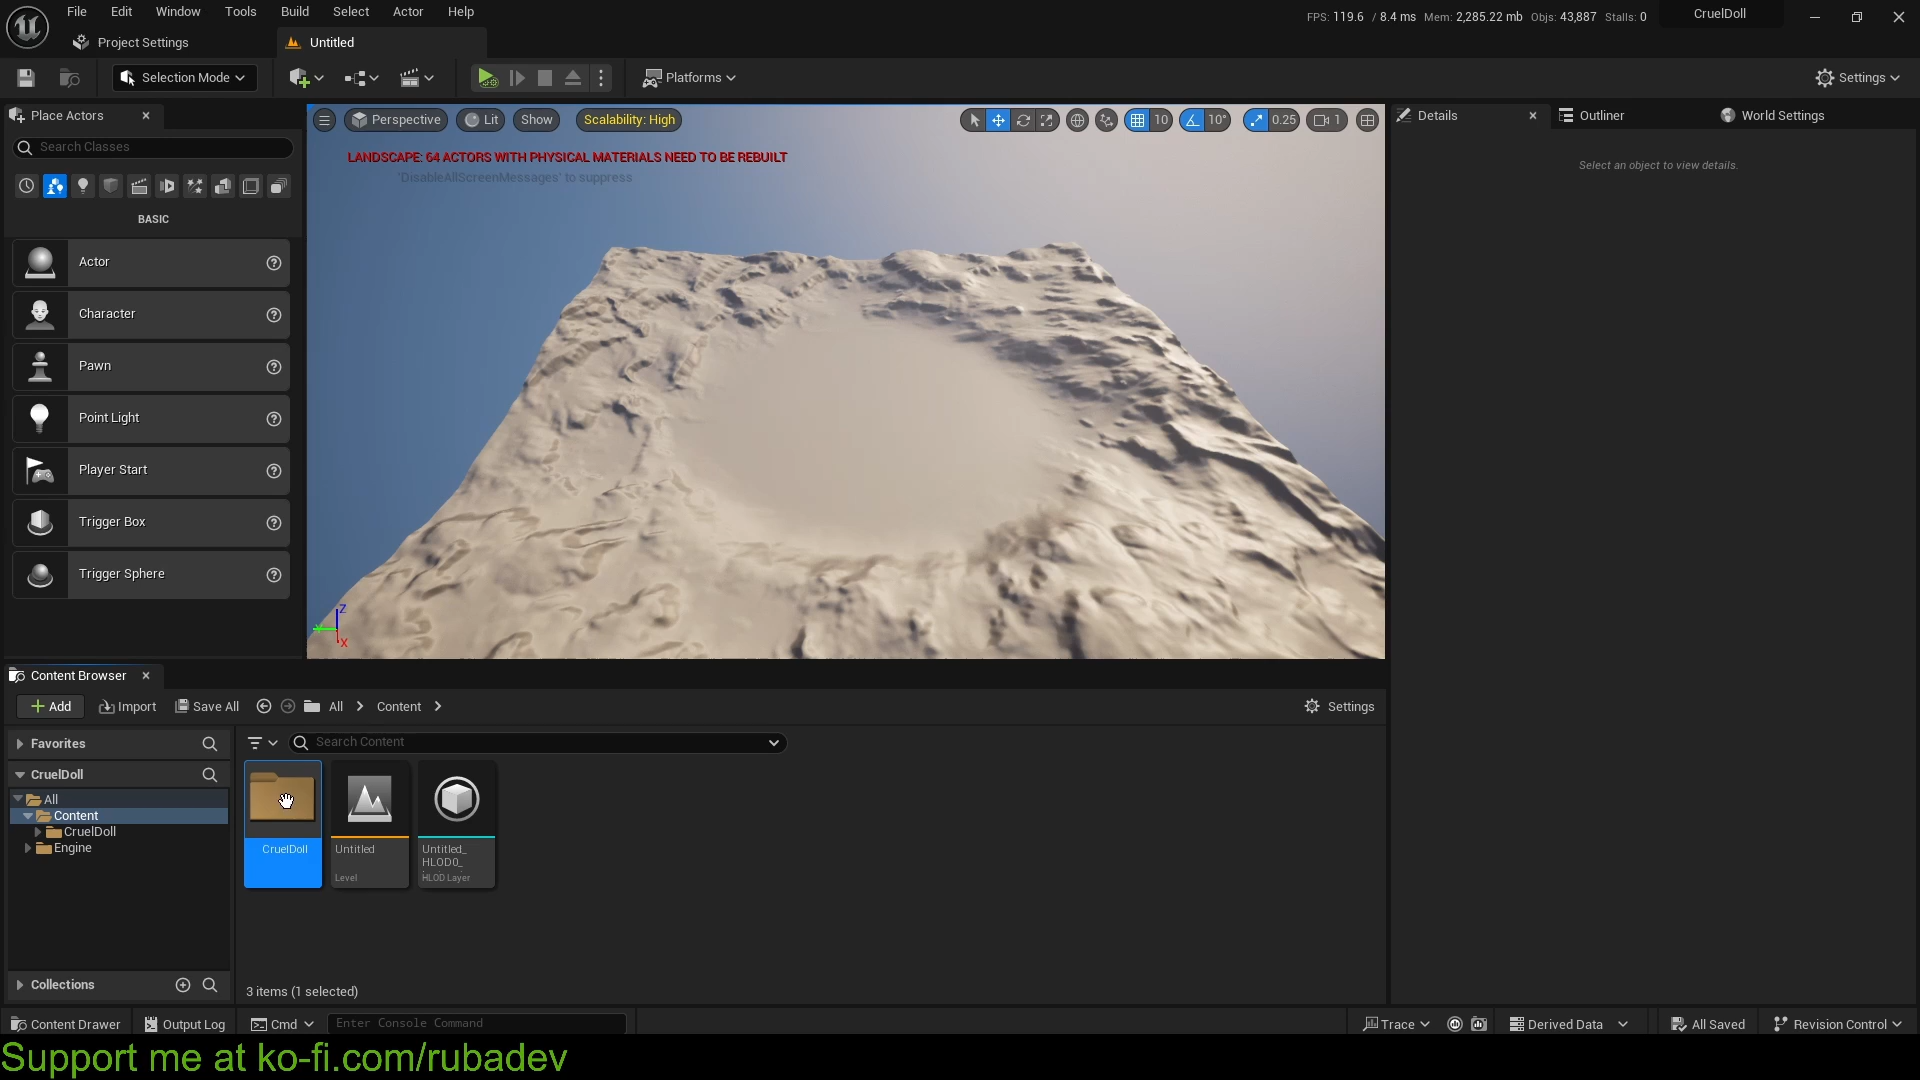 File Edit Window Tools Build Select Actor Help
FPS: 119.6 / 8.4 ms Mem: 2,285.22 mb Objs: 43,887 Stalls: 0
CruelDoll
Project Settings
Untitled
Selection Mode
Platforms
Settings
Place Actors
Search Classes
BASIC
Actor
Character
Pawn
Point Light
Player Start
Trigger Box
Trigger Sphere
Perspective
Lit
Show
Scalability: High
10
10°
0.25
1
LANDSCAPE: 64 ACTORS WITH PHYSICAL MATERIALS NEED TO BE REBUILT
'DisableAllScreenMessages' to suppress
Z
Y
X
Details
Outliner
World Settings
Select an object to view details.
Content Browser
Add
Import
Save All
All
Content
Settings
Favorites
CruelDoll
All
Content
CruelDoll
Engine
Collections
Search Content
CruelDoll
Untitled
Level
Untitled_
HLOD0_
HLOD Layer
3 items (1 selected)
Content Drawer
Output Log
Cmd
Enter Console Command
Trace
Derived Data
All Saved
Revision Control
Support me at ko-fi.com/rubadev